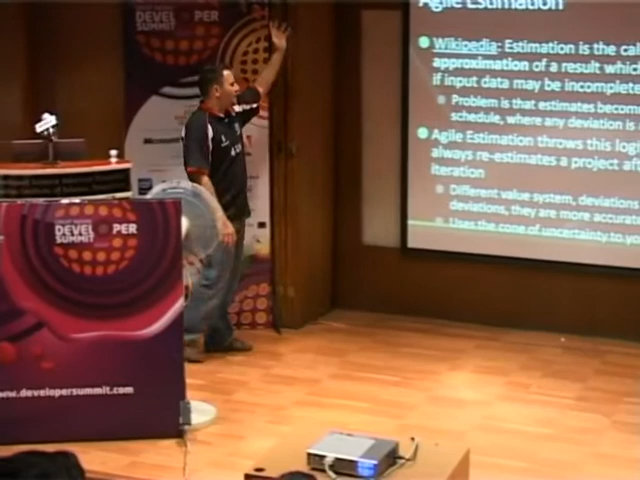 DEVEL PER
SUMMIT
Microsoft
DEVEL PER
SUMMIT
www.developersummit.com
Agile Estimation
Wikipedia: Estimation is the cal
approximation of a result which
if input data may be incomplete
Problem is that estimates becom
schedule, where any deviation is
Agile Estimation throws this logi
always re-estimates a project aft
iteration
Different value system, deviations
deviations, they are more accurat
Uses the cone of uncertainty to yo